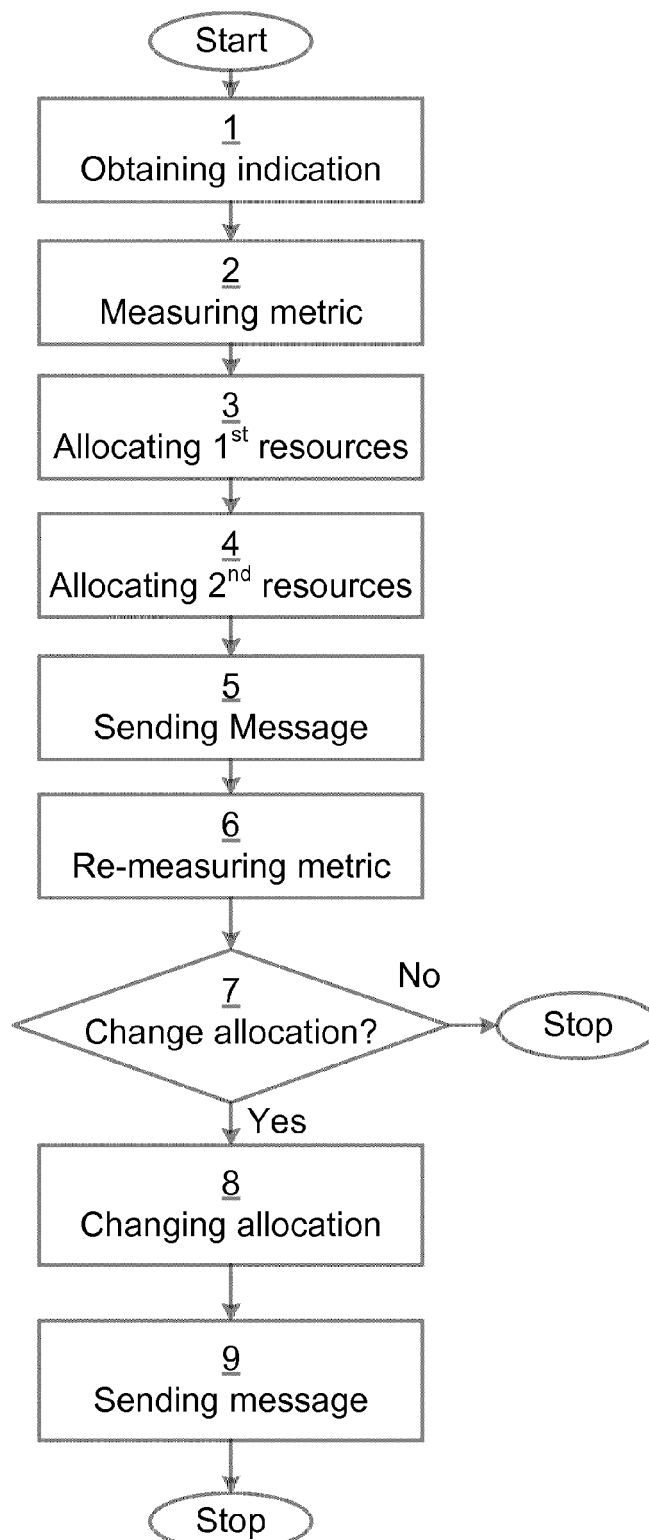 Start
1
Obtaining indication
2
Measuring metric
3
Allocating 1st resources
4
Allocating 2nd resources
5
Sending Message
6
Re-measuring metric
7
Change allocation?
No
Stop
Yes
8
Changing allocation
9
Sending message
Stop